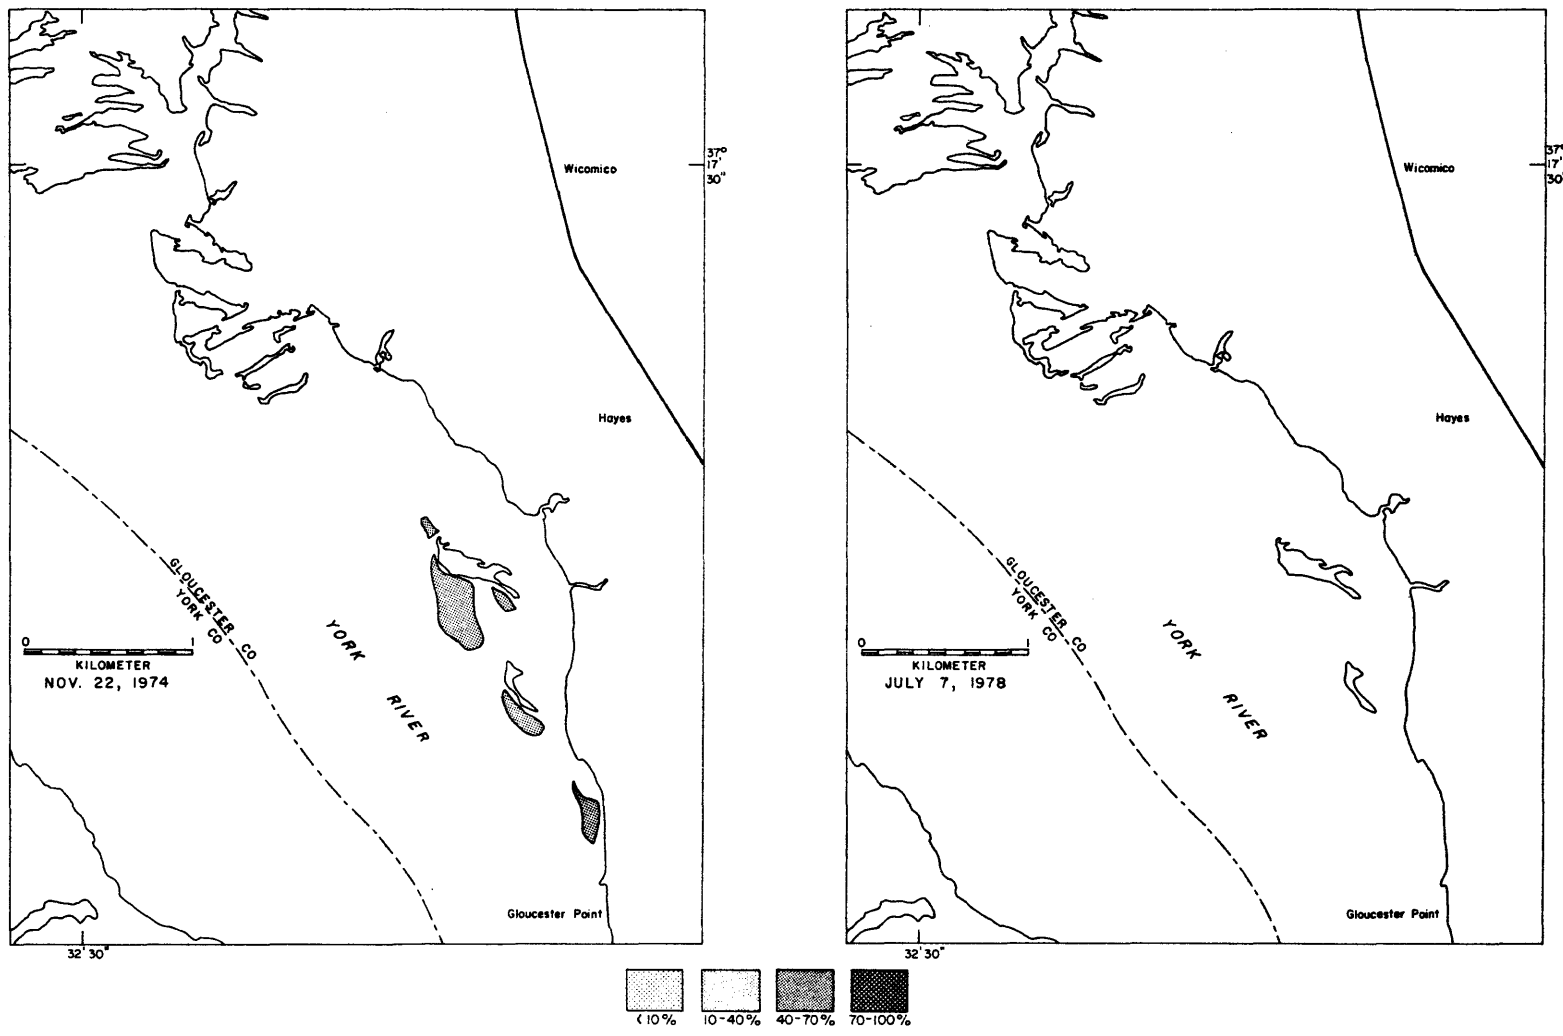 Wicomico
37°
17'
30"
Hayes
GLOUCESTER CO
YORK CO
YORK
RIVER
0 1
KILOMETER
NOV. 22, 1974
Gloucester Point
32'30"
Wicomico
37°
17'
30"
Hayes
GLOUCESTER CO
YORK CO
YORK
RIVER
0 1
KILOMETER
JULY 7, 1978
Gloucester Point
32'30"
<10% 10-40% 40-70% 70-100%